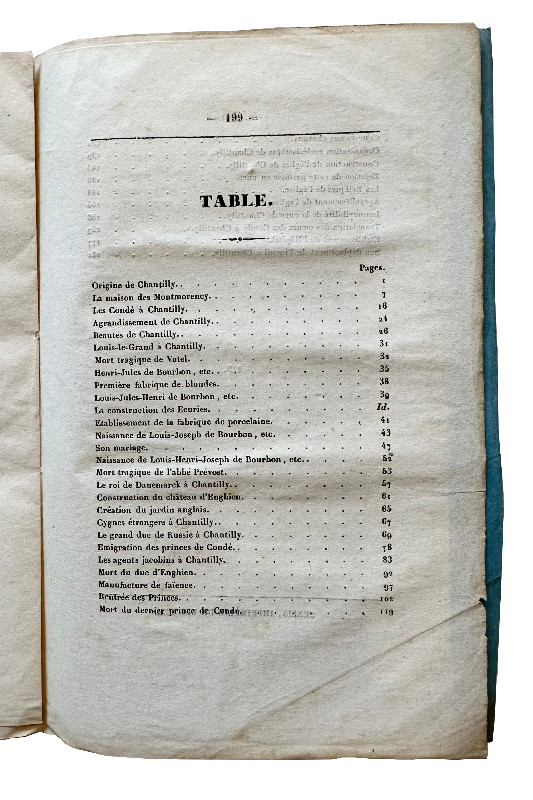 — 199 —
TABLE.
Pages.
Origine de Chantilly. . . . . . . . . . 1
La maison des Montmorency. . . . . . . . . 7
Les Condé à Chantilly. . . . . . . . . . 16
Agrandissement de Chantilly. . . . . . . . . 24
Beautés de Chantilly. . . . . . . . . . 26
Louis-le-Grand à Chantilly. . . . . . . . . 31
Mort tragique de Vatel. . . . . . . . . 32
Henri-Jules de Bourbon, etc. . . . . . . . . 35
Première fabrique de blondes. . . . . . . . 38
Louis-Jules-Henri de Bourbon, etc. . . . . . . . 39
La construction des Ecuries. . . . . . . . . Id.
Etablissement de la fabrique de porcelaine. . . . . . 41
Naissance de Louis-Joseph de Bourbon, etc. . . . . . 43
Son mariage. . . . . . . . . . . 47
Naissance de Louis-Henri-Joseph de Bourbon, etc. . . . . 52
Mort tragique de l'abbé Prévost. . . . . . . . 53
Le roi de Danemarck à Chantilly. . . . . . . . 57
Construction du château d'Enghien. . . . . . . 61
Création du jardin anglais. . . . . . . . . 65
Cygnes étrangers à Chantilly. . . . . . . . 67
Le grand duc de Russie à Chantilly. . . . . . . 69
Emigration des princes de Condé. . . . . . . . 78
Les agents jacobins à Chantilly. . . . . . . . 83
Mort du duc d'Enghien. . . . . . . . . 92
Manufacture de faïence. . . . . . . . . 97
Rentrée des Princes. . . . . . . . . . 102
Mort du dernier prince de Condé. . . . . . . 119